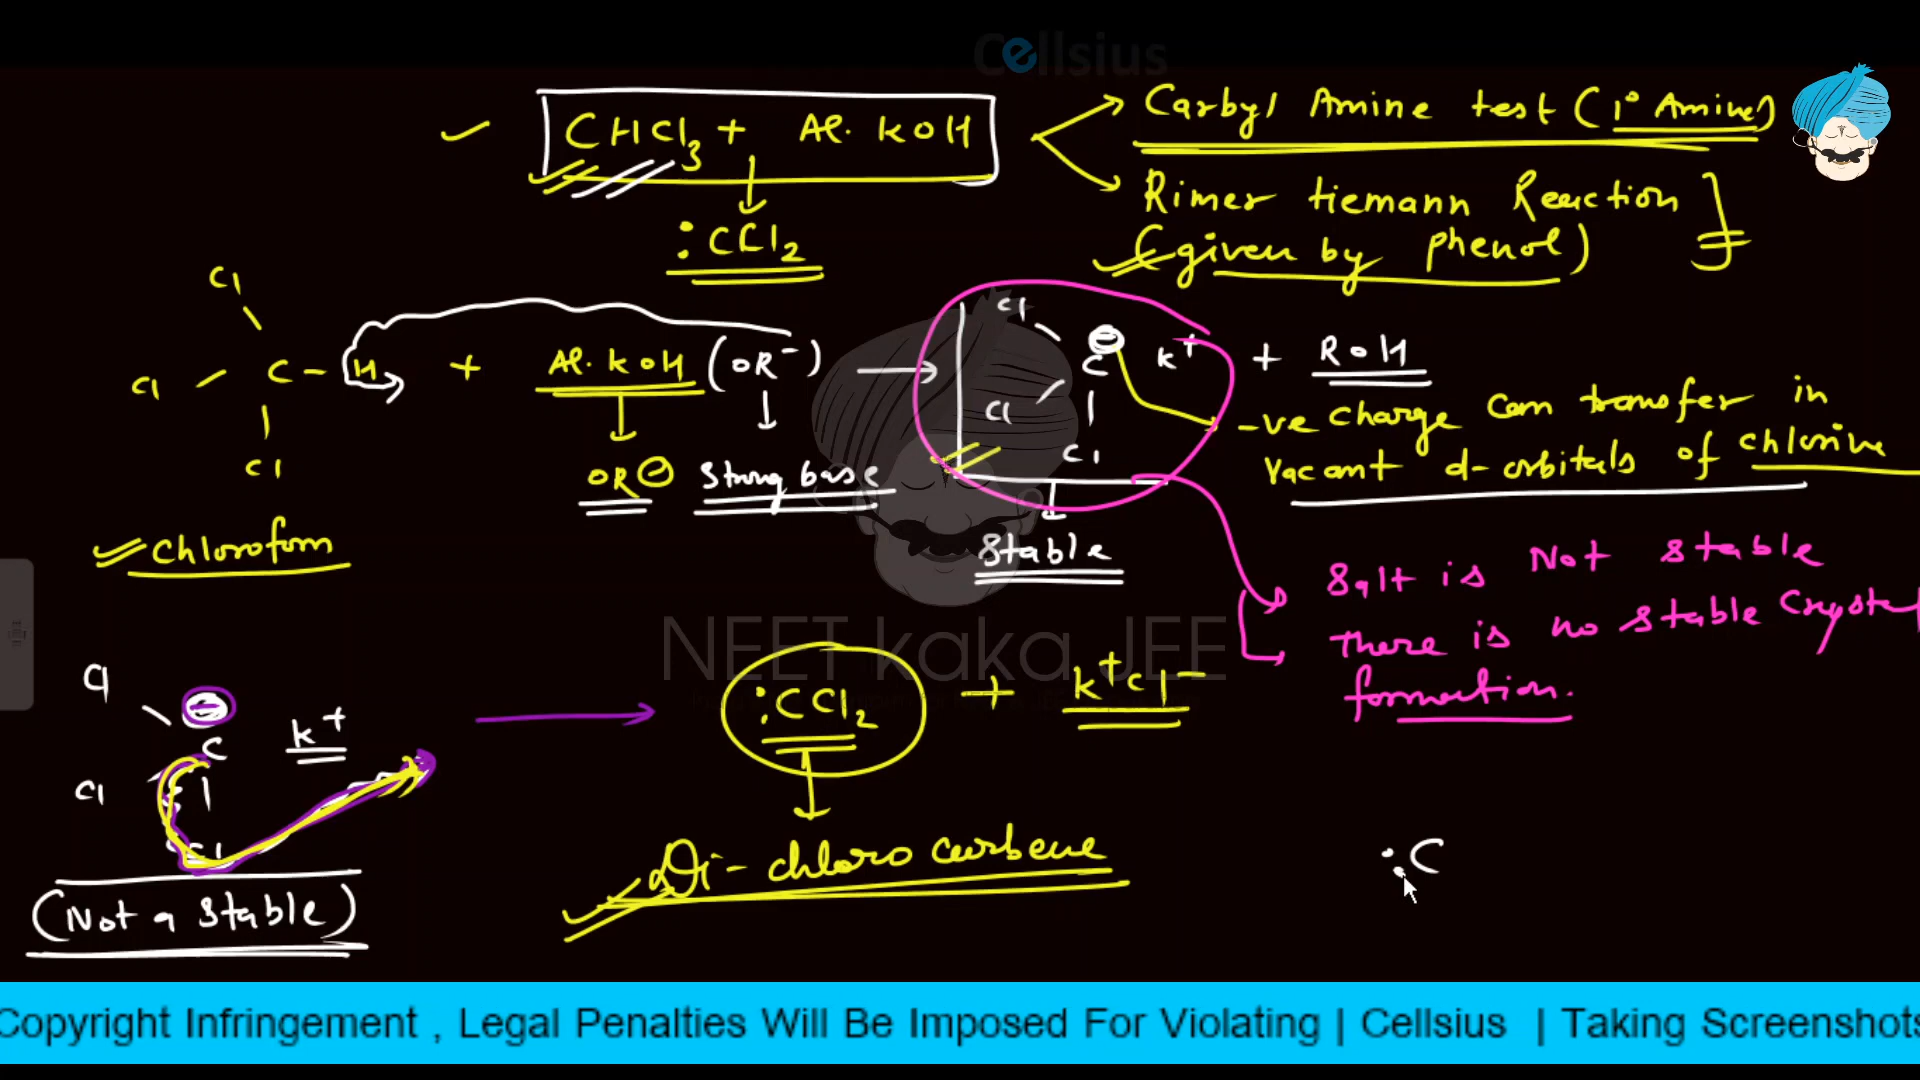 Cellsius
CHCl3 + Al. KOH
Carbyl Amine test (1° Amine)
:CCl2
Rimer tiemann Reaction
(given by phenol)
Cl
Cl - C - H + Al. KOH (OR-) → Cl Cl C ⊖ K+ Cl + ROH
Cl
OR⊖ Strong base
-ve charge can transfer in
vacant d-orbitals of chlorine
Chloroform
Stable
Salt is Not stable
There is no stable Crystal
formation.
NEET kaka JEE
Cl
Cl C ⊖ K+ → :CCl2 + K+Cl-
Cl
(Not a stable)
Di-chloro carbene
:C
Copyright Infringement , Legal Penalties Will Be Imposed For Violating | Cellsius | Taking Screenshots